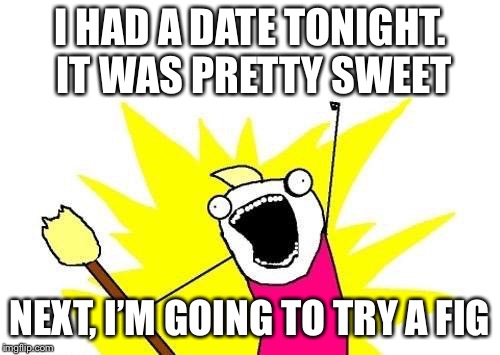 I HAD A DATE TONIGHT.
IT WAS PRETTY SWEET
NEXT, I'M GOING TO TRY A FIG
imgflip.com